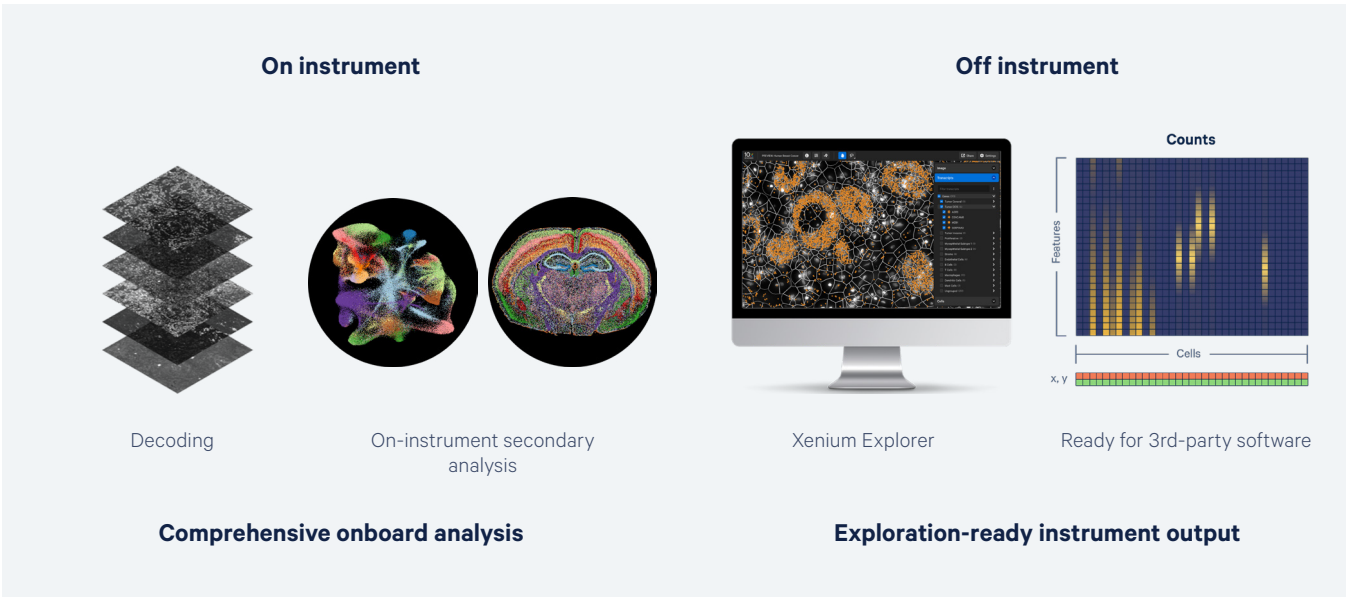 On instrument
Off instrument
Counts
Features
Cells
x, y
Decoding
On-instrument secondary
analysis
Xenium Explorer
Ready for 3rd-party software
Comprehensive onboard analysis
Exploration-ready instrument output